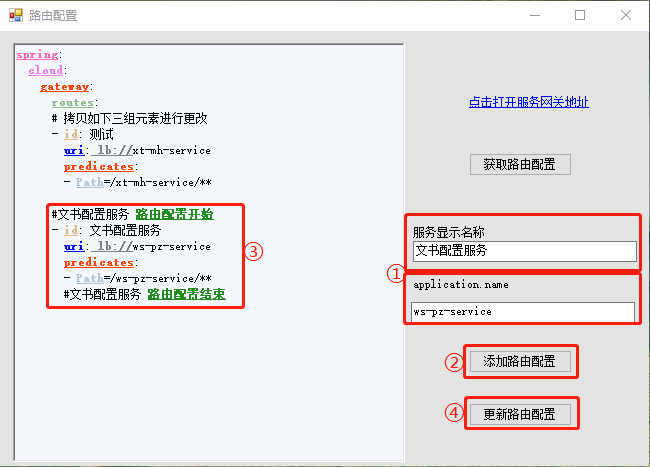 路由配置
spring:
cloud:
gateway:
routes:
# 拷贝如下三组元素进行更改
- id: 测试
uri: lb://xt-mh-service
predicates:
- Path=/xt-mh-service/**
#文书配置服务 路由配置开始
- id: 文书配置服务
uri: lb://ws-pz-service
predicates:
- Path=/ws-pz-service/**
#文书配置服务 路由配置结束
③
点击打开服务网关地址
获取路由配置
服务显示名称
文书配置服务
①
application.name
ws-pz-service
② 添加路由配置
④ 更新路由配置